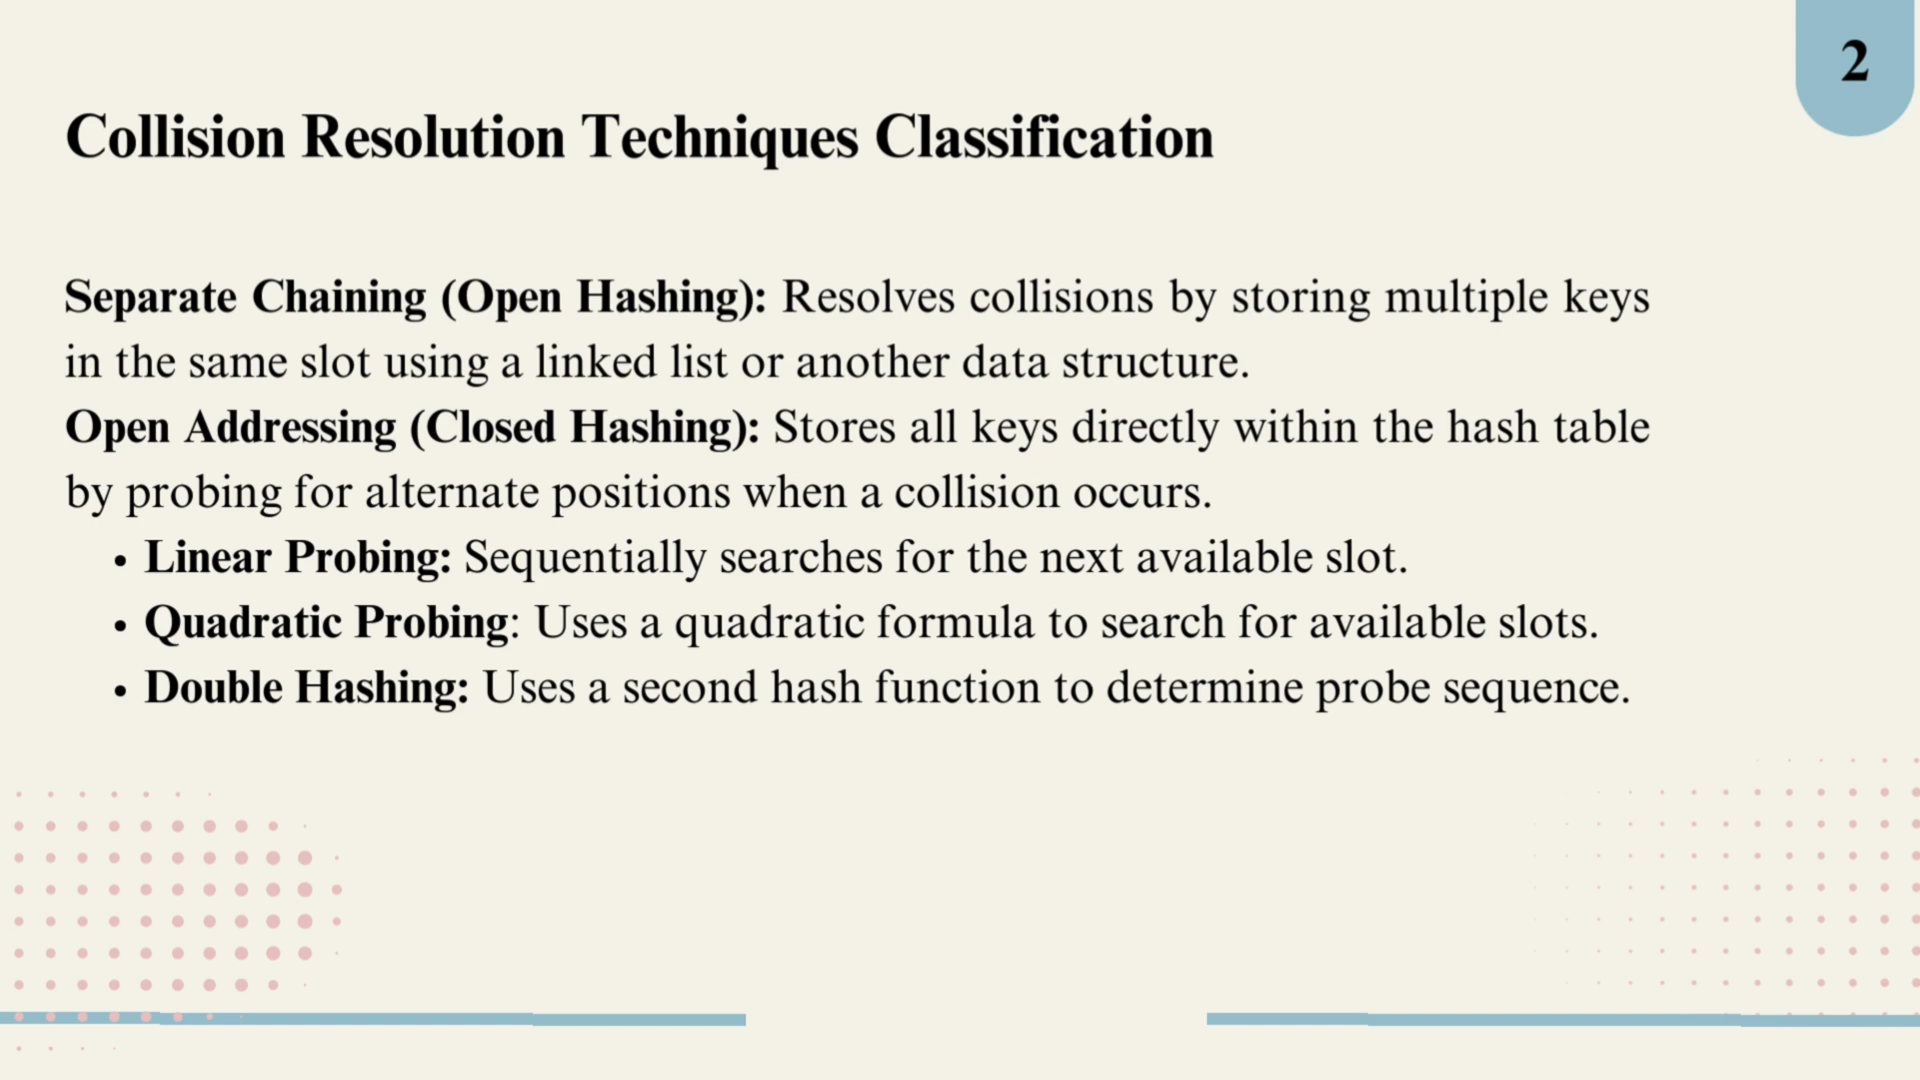 2
Collision Resolution Techniques Classification
Separate Chaining (Open Hashing): Resolves collisions by storing multiple keys
in the same slot using a linked list or another data structure.
Open Addressing (Closed Hashing): Stores all keys directly within the hash table
by probing for alternate positions when a collision occurs.
• Linear Probing: Sequentially searches for the next available slot.
• Quadratic Probing: Uses a quadratic formula to search for available slots.
• Double Hashing: Uses a second hash function to determine probe sequence.